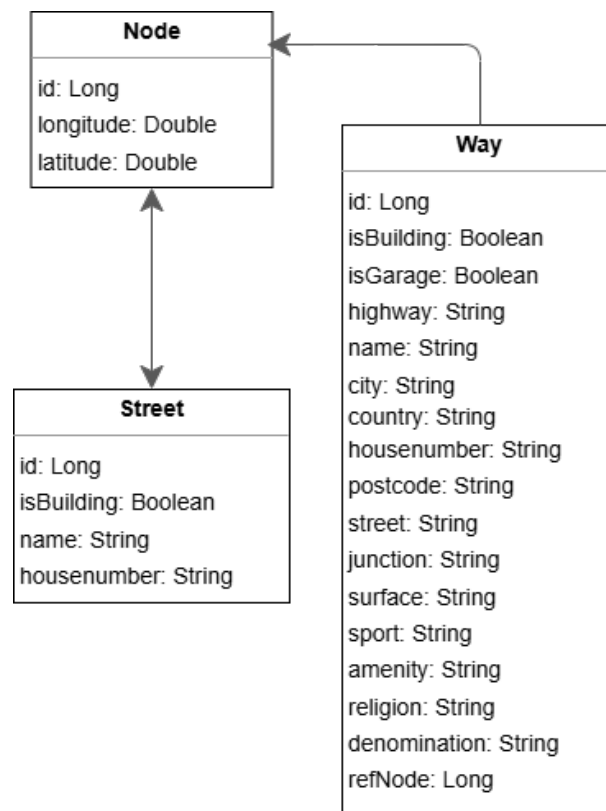 Node
id: Long
longitude: Double
latitude: Double
Way
id: Long
isBuilding: Boolean
isGarage: Boolean
highway: String
name: String
city: String
country: String
housenumber: String
postcode: String
street: String
junction: String
surface: String
sport: String
amenity: String
religion: String
denomination: String
refNode: Long
Street
id: Long
isBuilding: Boolean
name: String
housenumber: String